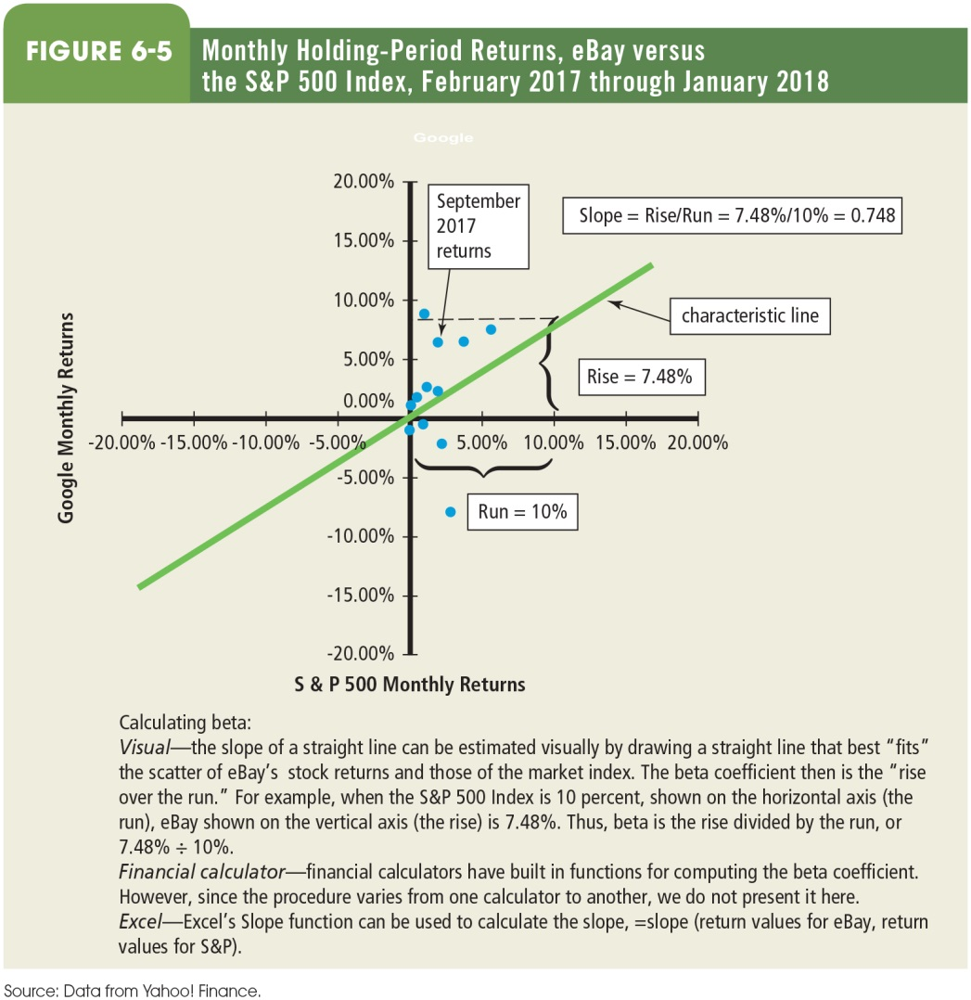 FIGURE 6-5
Monthly Holding-Period Returns, eBay versus
the S&P 500 Index, February 2017 through January 2018
Google
20.00%
15.00%
10.00%
5.00%
0.00%
-5.00%
-10.00%
-15.00%
-20.00%
September
2017
returns
Slope = Rise/Run = 7.48%/10% = 0.748
characteristic line
Rise = 7.48%
Google Monthly Returns
-20.00% -15.00% -10.00% -5.00% 5.00% 10.00% 15.00% 20.00%
Run = 10%
S & P 500 Monthly Returns
Calculating beta:
Visual—the slope of a straight line can be estimated visually by drawing a straight line that best “fits”
the scatter of eBay’s stock returns and those of the market index. The beta coefficient then is the “rise
over the run.” For example, when the S&P 500 Index is 10 percent, shown on the horizontal axis (the
run), eBay shown on the vertical axis (the rise) is 7.48%. Thus, beta is the rise divided by the run, or
7.48% ÷ 10%.
Financial calculator—financial calculators have built in functions for computing the beta coefficient.
However, since the procedure varies from one calculator to another, we do not present it here.
Excel—Excel’s Slope function can be used to calculate the slope, =slope (return values for eBay, return
values for S&P).
Source: Data from Yahoo! Finance.